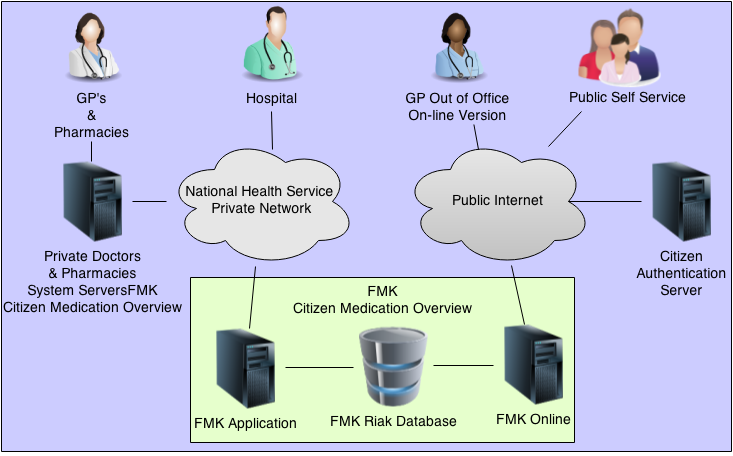 GP's
&
Pharmacies
Hospital
GP Out of Office
On-line Version
Public Self Service
National Health Service
Private Network
Public Internet
Private Doctors
& Pharmacies
System ServersFMK
Citizen Medication Overview
Citizen
Authentication
Server
FMK
Citizen Medication Overview
FMK Application
FMK Riak Database
FMK Online